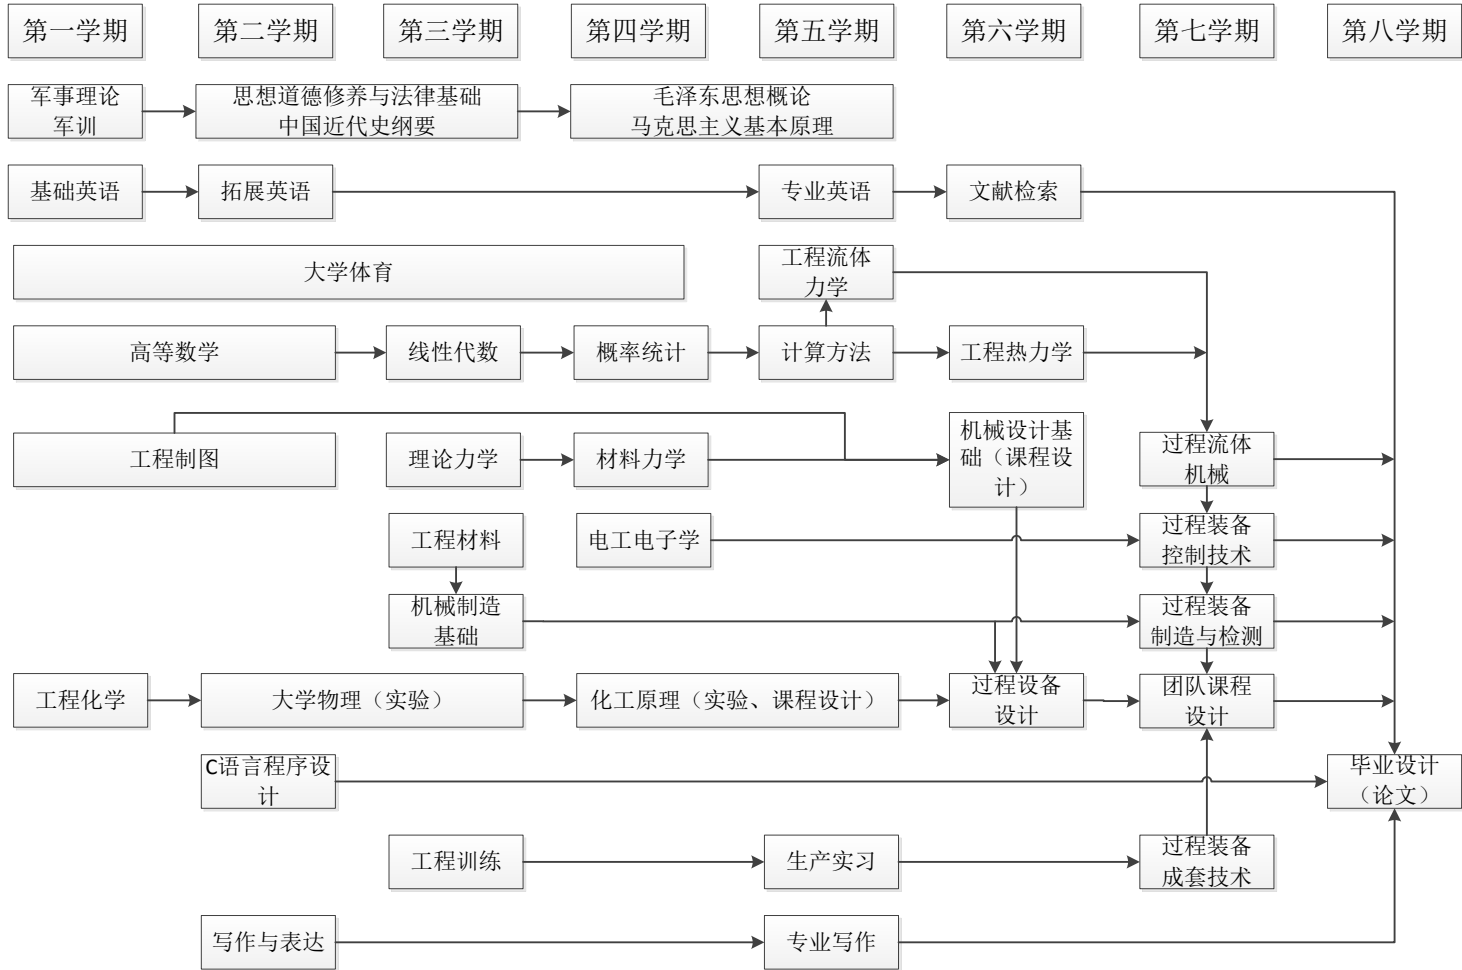 第一学期
第二学期
第三学期
第四学期
第五学期
第六学期
第七学期
第八学期
军事理论
军训
思想道德修养与法律基础
中国近代史纲要
毛泽东思想概论
马克思主义基本原理
基础英语
拓展英语
专业英语
文献检索
大学体育
工程流体
力学
高等数学
线性代数
概率统计
计算方法
工程热力学
工程制图
理论力学
材料力学
机械设计基
础（课程设
计）
过程流体
机械
工程材料
电工电子学
过程装备
控制技术
机械制造
基础
过程装备
制造与检测
工程化学
大学物理（实验）
化工原理（实验、课程设计）
过程设备
设计
团队课程
设计
C语言程序设
计
毕业设计
（论文）
工程训练
生产实习
过程装备
成套技术
写作与表达
专业写作